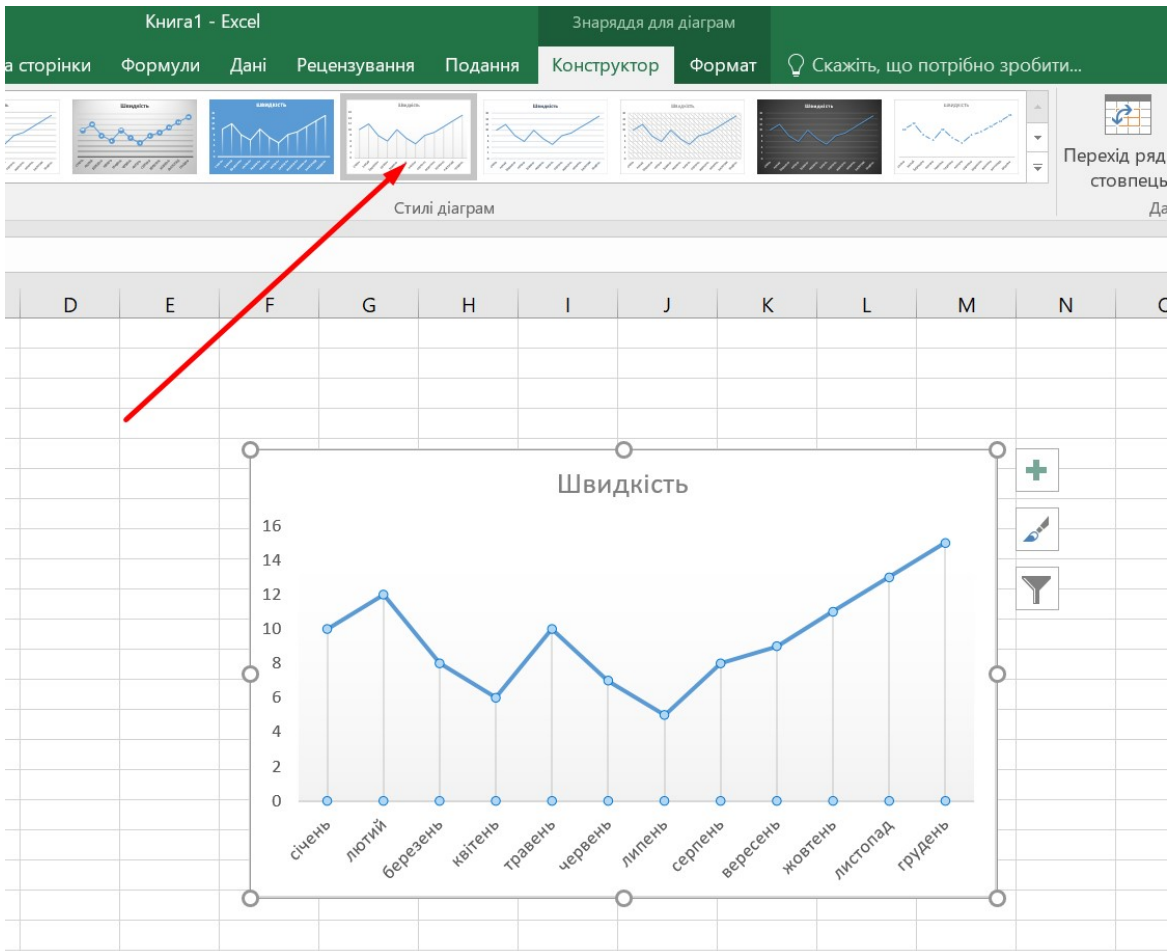 Книга1 - Excel
Знаряддя для діаграм
а сторінки Формули Дані Рецензування Подання Конструктор Формат Скажіть, що потрібно зробити...
Швидкість
Перехід ряд
стовпець
Стилі діаграм
Да
D E F G H I J K L M N
Швидкість
16
14
12
10
8
6
4
2
0
січень лютий березень квітень травень червень липень серпень вересень жовтень листопад грудень